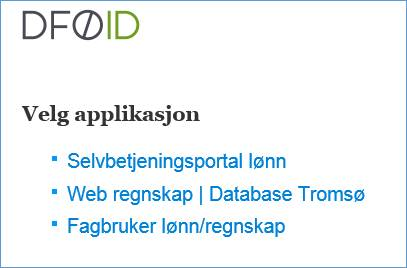 DFØID
Velg applikasjon
Selvbetjeningsportal lønn
Web regnskap | Database Tromsø
Fagbruker lønn/regnskap